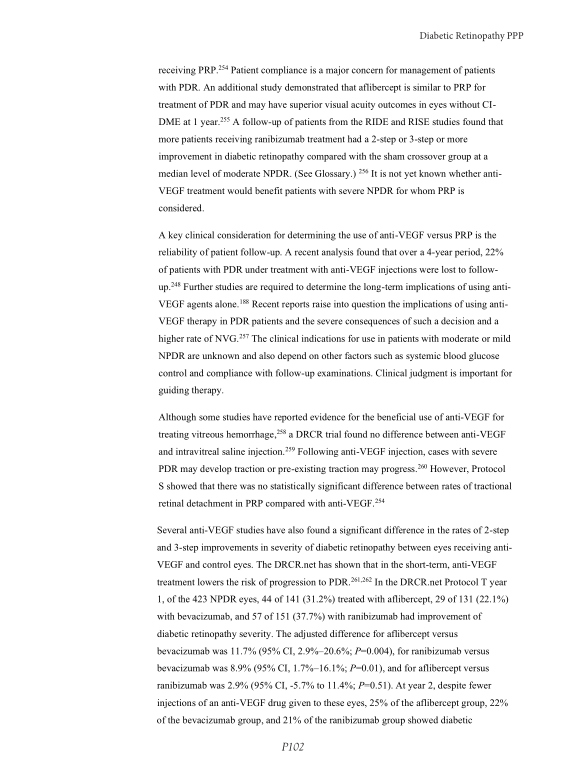 Diabetic Retinopathy PPP
receiving PRP.254 Patient compliance is a major concern for management of patients
with PDR. An additional study demonstrated that aflibercept is similar to PRP for
treatment of PDR and may have superior visual acuity outcomes in eyes without CI-
DME at 1 year.255 A follow-up of patients from the RIDE and RISE studies found that
more patients receiving ranibizumab treatment had a 2-step or 3-step or more
improvement in diabetic retinopathy compared with the sham crossover group at a
median level of moderate NPDR. (See Glossary.) 256 It is not yet known whether anti-
VEGF treatment would benefit patients with severe NPDR for whom PRP is
considered.
A key clinical consideration for determining the use of anti-VEGF versus PRP is the
reliability of patient follow-up. A recent analysis found that over a 4-year period, 22%
of patients with PDR under treatment with anti-VEGF injections were lost to follow-
up.248 Further studies are required to determine the long-term implications of using anti-
VEGF agents alone.188 Recent reports raise into question the implications of using anti-
VEGF therapy in PDR patients and the severe consequences of such a decision and a
higher rate of NVG.257 The clinical indications for use in patients with moderate or mild
NPDR are unknown and also depend on other factors such as systemic blood glucose
control and compliance with follow-up examinations. Clinical judgment is important for
guiding therapy.
Although some studies have reported evidence for the beneficial use of anti-VEGF for
treating vitreous hemorrhage,258 a DRCR trial found no difference between anti-VEGF
and intravitreal saline injection.259 Following anti-VEGF injection, cases with severe
PDR may develop traction or pre-existing traction may progress.260 However, Protocol
S showed that there was no statistically significant difference between rates of tractional
retinal detachment in PRP compared with anti-VEGF.254
Several anti-VEGF studies have also found a significant difference in the rates of 2-step
and 3-step improvements in severity of diabetic retinopathy between eyes receiving anti-
VEGF and control eyes. The DRCR.net has shown that in the short-term, anti-VEGF
treatment lowers the risk of progression to PDR.261,262 In the DRCR.net Protocol T year
1, of the 423 NPDR eyes, 44 of 141 (31.2%) treated with aflibercept, 29 of 131 (22.1%)
with bevacizumab, and 57 of 151 (37.7%) with ranibizumab had improvement of
diabetic retinopathy severity. The adjusted difference for aflibercept versus
bevacizumab was 11.7% (95% CI, 2.9%–20.6%; P=0.004), for ranibizumab versus
bevacizumab was 8.9% (95% CI, 1.7%–16.1%; P=0.01), and for aflibercept versus
ranibizumab was 2.9% (95% CI, -5.7% to 11.4%; P=0.51). At year 2, despite fewer
injections of an anti-VEGF drug given to these eyes, 25% of the aflibercept group, 22%
of the bevacizumab group, and 21% of the ranibizumab group showed diabetic
P102